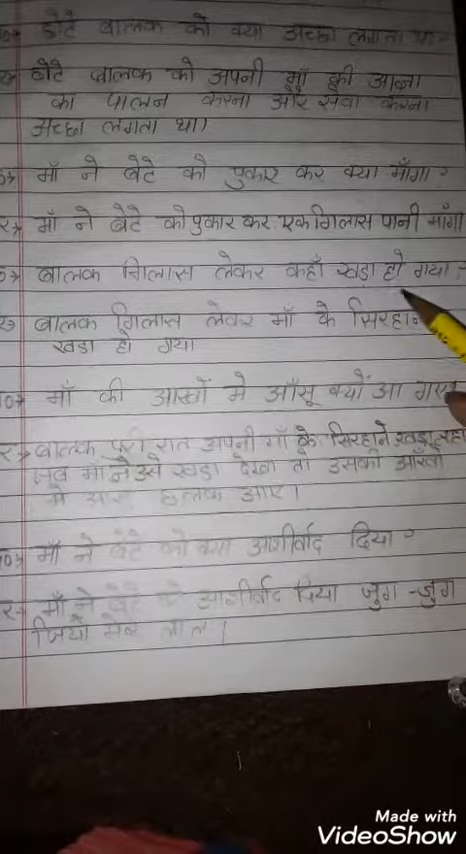 छोटे बालक को क्या अच्छा लगता था
छोटे बालक को अपनी माँ की आज्ञा
का पालन करना और सेवा करना
अच्छा लगता था।
माँ ने बेटे को पुकार कर क्या माँगा?
माँ ने बेटे को पुकार कर एक गिलास पानी माँगा
बालक गिलास लेकर कहाँ खड़ा हो गया?
बालक गिलास लेकर माँ के
खड़ा हो गया
माँ की आखों मे आँसू क्यों आ गए
बालक पूरी रात अपनी माँ के सिरहाने खड़ा रहा
जब माँ ने उसे खड़ा देखा तो उसकी आँखों
मे आसु छलक आए।
माँ ने बेटे को क्या आशीर्वाद दिया?
माँ ने बेटे को आशीर्वाद दिया जुग-जुग
जियो मेरे लाल।
Made with
VideoShow